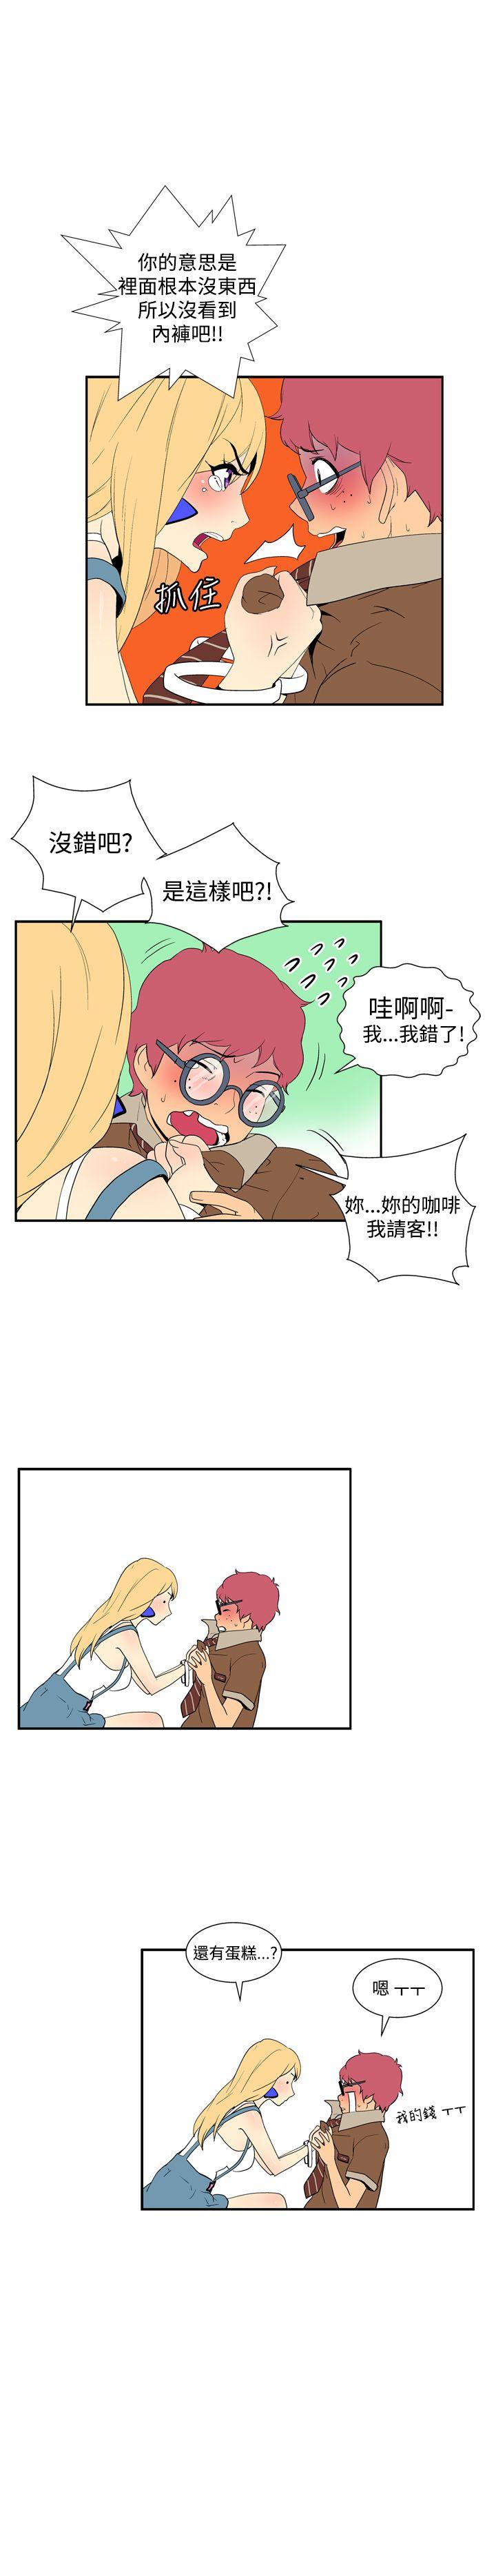 你的意思是
裡面根本沒東西
所以沒看到
內褲吧!!
抓住
沒錯吧?
是這樣吧?!
哇啊啊-
我...我錯了!
妳...妳的咖啡
我請客!!
還有蛋糕...?
嗯 ㅜㅜ
我的錢 ㅜㅜ